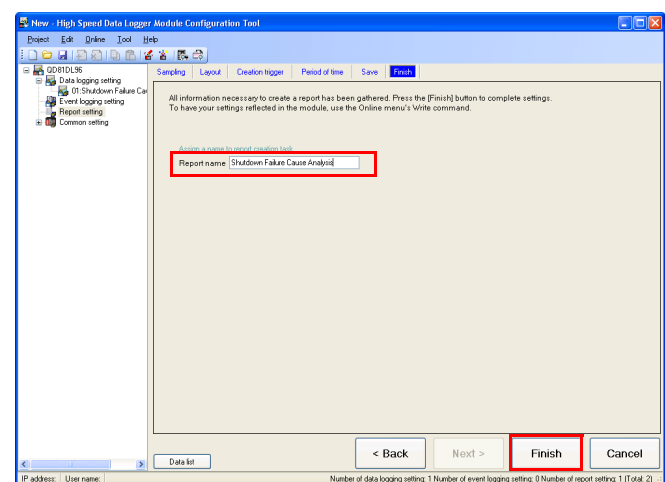 New - High Speed Data Logger Module Configuration Tool
Project Edit Online Tool Help
QD81DL96
Data logging setting
01:Shutdown Failure Cau
Event logging setting
Report setting
Common setting
Sampling Layout Creation trigger Period of time Save Finish
All information necessary to create a report has been gathered. Press the [Finish] button to complete settings.
To have your settings reflected in the module, use the Online menu's Write command.
Assign a name to report creation task
Report name Shutdown Failure Cause Analysis
Data list
< Back Next > Finish Cancel
IP address: User name: Number of data logging setting: 1 Number of event logging setting: 0 Number of report setting: 1 (Total: 2)